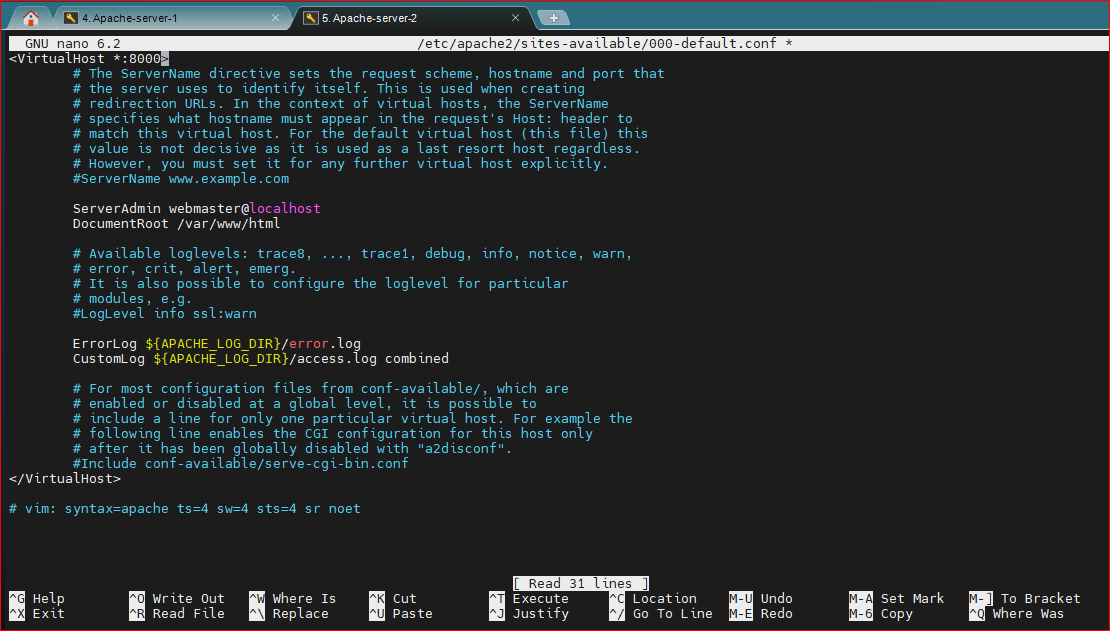 4. Apache-server-1
5. Apache-server-2
GNU nano 6.2 /etc/apache2/sites-available/000-default.conf *
<VirtualHost *:8000>
# The ServerName directive sets the request scheme, hostname and port that
# the server uses to identify itself. This is used when creating
# redirection URLs. In the context of virtual hosts, the ServerName
# specifies what hostname must appear in the request's Host: header to
# match this virtual host. For the default virtual host (this file) this
# value is not decisive as it is used as a last resort host regardless.
# However, you must set it for any further virtual host explicitly.
#ServerName www.example.com
ServerAdmin webmaster@localhost
DocumentRoot /var/www/html
# Available loglevels: trace8, ..., trace1, debug, info, notice, warn,
# error, crit, alert, emerg.
# It is also possible to configure the loglevel for particular
# modules, e.g.
#LogLevel info ssl:warn
ErrorLog ${APACHE_LOG_DIR}/error.log
CustomLog ${APACHE_LOG_DIR}/access.log combined
# For most configuration files from conf-available/, which are
# enabled or disabled at a global level, it is possible to
# include a line for only one particular virtual host. For example the
# following line enables the CGI configuration for this host only
# after it has been globally disabled with "a2disconf".
#Include conf-available/serve-cgi-bin.conf
</VirtualHost>
# vim: syntax=apache ts=4 sw=4 sts=4 sr noet
[ Read 31 lines ]
^G Help ^O Write Out ^W Where Is ^K Cut ^T Execute ^C Location M-U Undo M-A Set Mark M-] To Bracket
^X Exit ^R Read File ^\ Replace ^U Paste ^J Justify ^/ Go To Line M-E Redo M-6 Copy ^Q Where Was